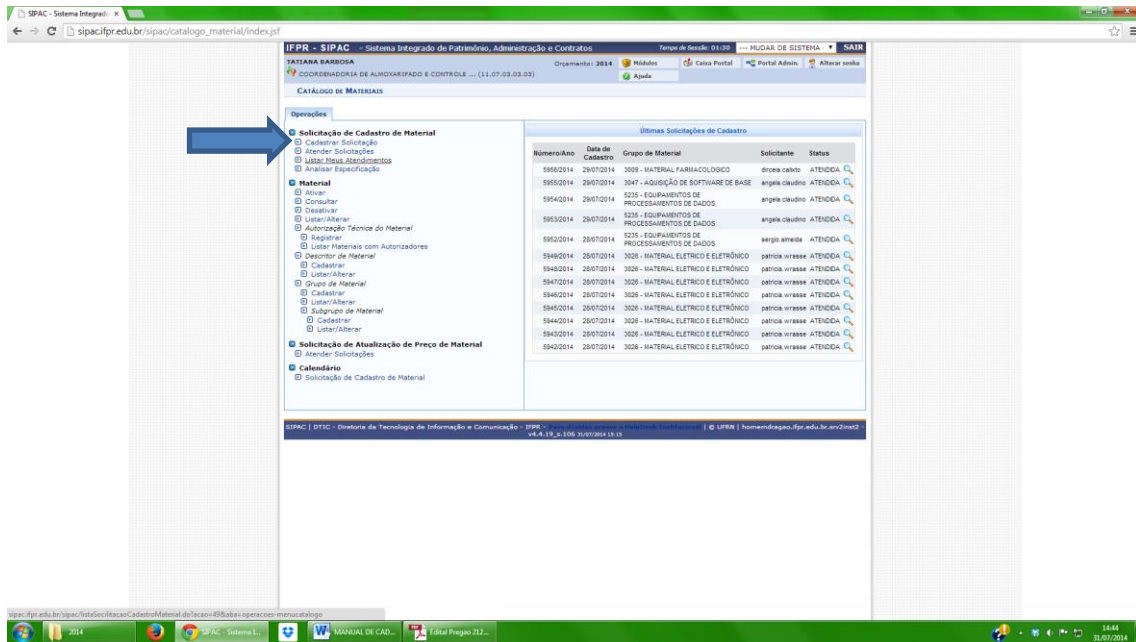 SIPAC - Sistema Integrado
sipac.ifpr.edu.br/sipac/catalogo_material/index.jsf
IFPR - SIPAC - Sistema Integrado de Patrimônio, Administração e Contratos
Tempo de Sessão: 01:30
--- MUDAR DE SISTEMA
SAIR
TATIANA BARBOSA
Orçamento: 2014
Módulos
Caixa Postal
Portal Admin.
Alterar senha
COORDENADORIA DE ALMOXARIFADO E CONTROLE ... (11.07.03.03.03)
Ajuda
CATÁLOGO DE MATERIAIS
Operações
Solicitação de Cadastro de Material
Cadastrar Solicitação
Atender Solicitações
Listar Meus Atendimentos
Analisar Especificação
Material
Ativar
Consultar
Desativar
Listar/Alterar
Autorização Técnica do Material
Registrar
Listar Materiais com Autorizadores
Descritor de Material
Cadastrar
Listar/Alterar
Grupo de Material
Cadastrar
Listar/Alterar
Subgrupo de Material
Cadastrar
Listar/Alterar
Solicitação de Atualização de Preço de Material
Atender Solicitações
Calendário
Solicitação de Cadastro de Material
Últimas Solicitações de Cadastro
Número/Ano Data de Cadastro Grupo de Material Solicitante Status
5956/2014 29/07/2014 3009 - MATERIAL FARMACOLOGICO dirceia.calixto ATENDIDA
5955/2014 29/07/2014 3047 - AQUISIÇÃO DE SOFTWARE DE BASE angela.claudino ATENDIDA
5954/2014 29/07/2014 5235 - EQUIPAMENTOS DE PROCESSAMENTOS DE DADOS angela.claudino ATENDIDA
5953/2014 29/07/2014 5235 - EQUIPAMENTOS DE PROCESSAMENTOS DE DADOS angela.claudino ATENDIDA
5952/2014 28/07/2014 5235 - EQUIPAMENTOS DE PROCESSAMENTOS DE DADOS sergio.almeida ATENDIDA
5949/2014 28/07/2014 3026 - MATERIAL ELETRICO E ELETRÔNICO patricia.wrasse ATENDIDA
5948/2014 28/07/2014 3026 - MATERIAL ELETRICO E ELETRÔNICO patricia.wrasse ATENDIDA
5947/2014 28/07/2014 3026 - MATERIAL ELETRICO E ELETRÔNICO patricia.wrasse ATENDIDA
5946/2014 28/07/2014 3026 - MATERIAL ELETRICO E ELETRÔNICO patricia.wrasse ATENDIDA
5945/2014 28/07/2014 3026 - MATERIAL ELETRICO E ELETRÔNICO patricia.wrasse ATENDIDA
5944/2014 28/07/2014 3026 - MATERIAL ELETRICO E ELETRÔNICO patricia.wrasse ATENDIDA
5943/2014 28/07/2014 3026 - MATERIAL ELETRICO E ELETRÔNICO patricia.wrasse ATENDIDA
5942/2014 28/07/2014 3026 - MATERIAL ELETRICO E ELETRÔNICO patricia.wrasse ATENDIDA
SIPAC | DTIC - Diretoria da Tecnologia de Informação e Comunicação - IFPR - | © UFRN | homemdragao.ifpr.edu.br.srv2inst2 -
v4.4.19_s.106 31/07/2014 15:15
sipac.ifpr.edu.br/sipac/listaSolicitacaoCadastroMaterial.do?acao=49&aba=operacoes-menucatalogo
2014
SIPAC - Sistema I...
MANUAL DE CAD...
Edital Pregao 212...
14:44
31/07/2014